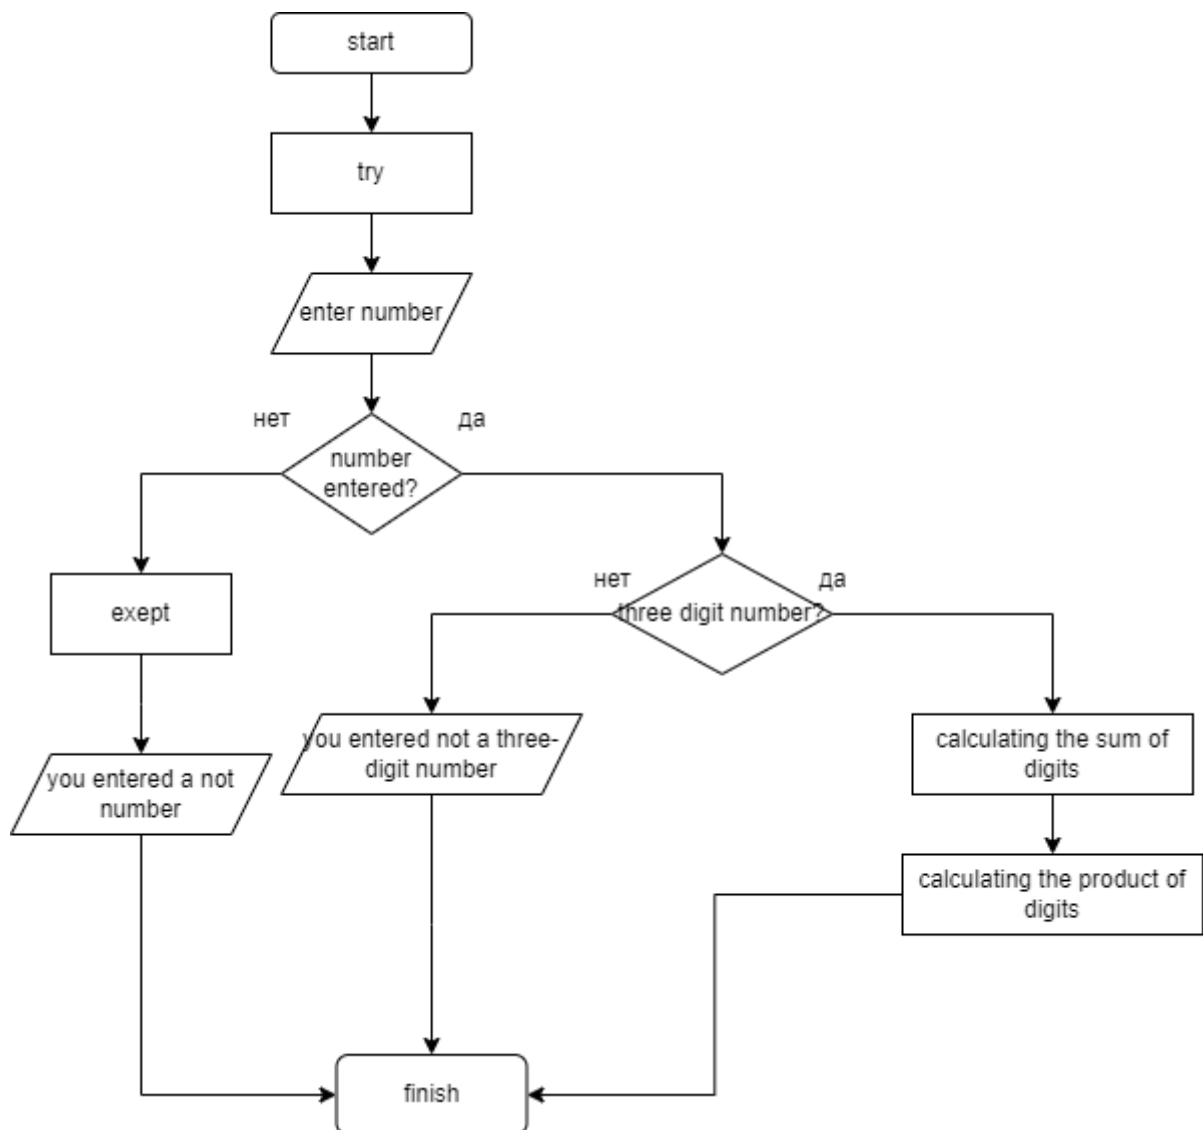 start
try
enter number
нет
да
number
entered?
нет
да
exept
three digit number?
you entered not a three-
digit number
calculating the sum of
digits
you entered a not
number
calculating the product of
digits
finish